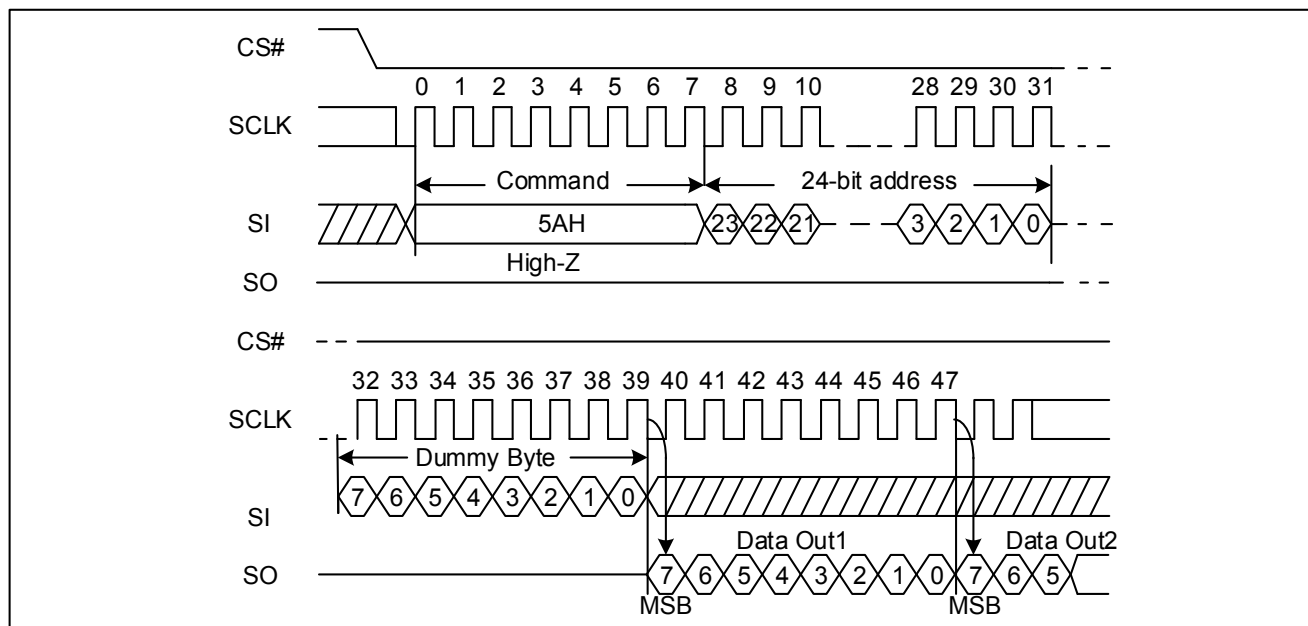 CS#
0 1 2 3 4 5 6 7 8 9 10 28 29 30 31
SCLK
Command 24-bit address
SI 5AH 23 22 21 3 2 1 0
High-Z
SO
CS#
32 33 34 35 36 37 38 39 40 41 42 43 44 45 46 47
SCLK
Dummy Byte
7 6 5 4 3 2 1 0
SI
Data Out1 Data Out2
SO 7 6 5 4 3 2 1 0 7 6 5
MSB MSB